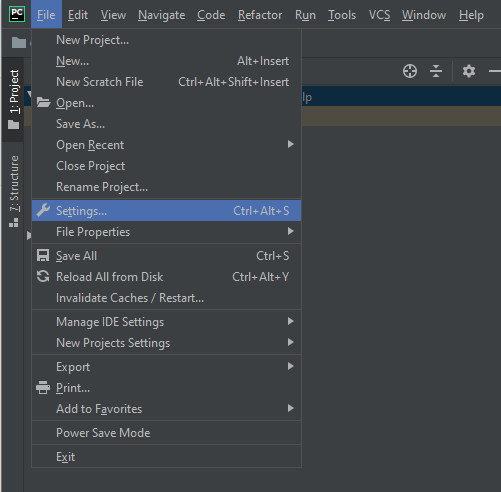 PC File Edit View Navigate Code Refactor Run Tools VCS Window Help
New Project...
New... Alt+Insert
New Scratch File Ctrl+Alt+Shift+Insert
Open...
Save As...
Open Recent
Close Project
Rename Project...
Settings... Ctrl+Alt+S
File Properties
Save All Ctrl+S
Reload All from Disk Ctrl+Alt+Y
Invalidate Caches / Restart...
Manage IDE Settings
New Projects Settings
Export
Print...
Add to Favorites
Power Save Mode
Exit
1: Project
7: Structure
lp